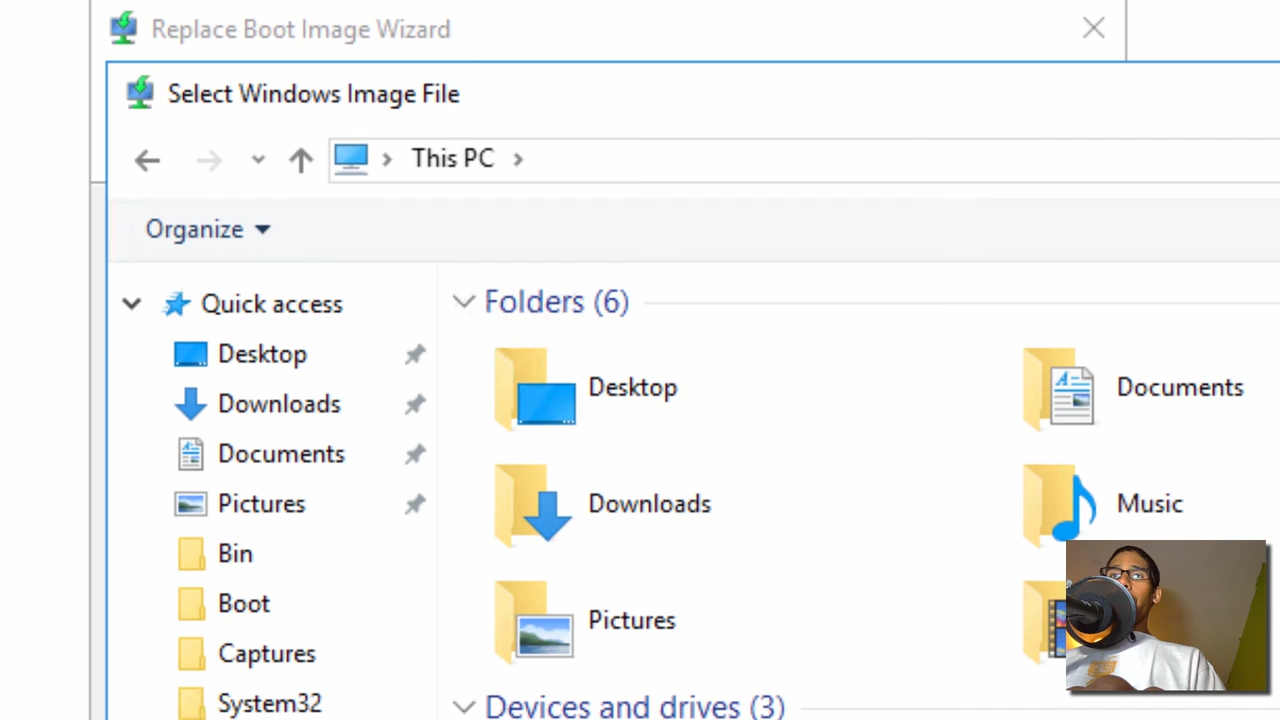 Replace Boot Image Wizard
Select Windows Image File
This PC
Organize
Quick access
Desktop
Downloads
Documents
Pictures
Bin
Boot
Captures
System32
Folders (6)
Desktop
Documents
Downloads
Music
Pictures
Devices and drives (3)